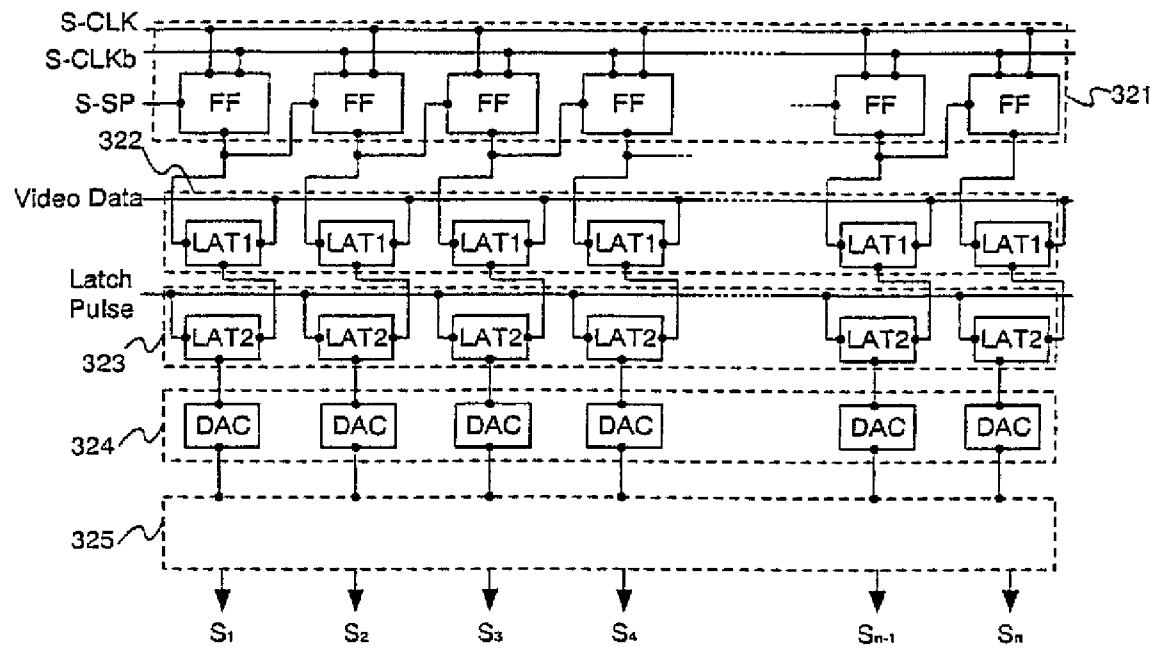 S-CLK
S-CLKb
S-SP FF FF FF FF FF FF 321
322
Video Data
LAT1 LAT1 LAT1 LAT1 LAT1 LAT1
Latch
Pulse
LAT2 LAT2 LAT2 LAT2 LAT2 LAT2
323
DAC DAC DAC DAC DAC DAC
324
325
S1 S2 S3 S4 Sn-1 Sn